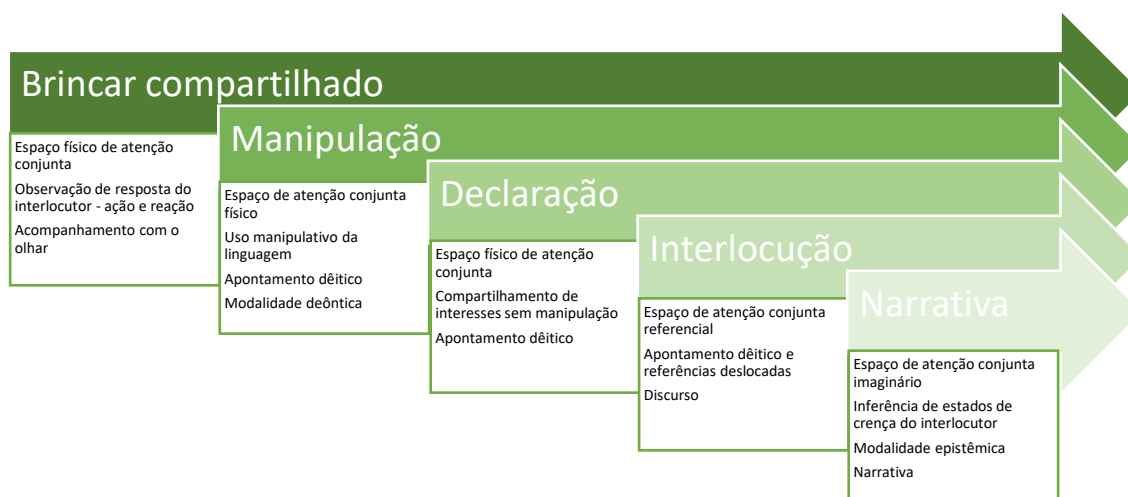 Brincar compartilhado
Espaço físico de atenção
conjunta
Observação de resposta do
interlocutor - ação e reação
Acompanhamento com o
olhar
Manipulação
Espaço de atenção conjunta
físico
Uso manipulativo da
linguagem
Apontamento dêitico
Modalidade deôntica
Declaração
Espaço físico de atenção
conjunta
Compartilhamento de
interesses sem manipulação
Apontamento dêitico
Interlocução
Espaço de atenção conjunta
referencial
Apontamento dêitico e
referências deslocadas
Discurso
Narrativa
Espaço de atenção conjunta
imaginário
Inferência de estados de
crença do interlocutor
Modalidade epistêmica
Narrativa